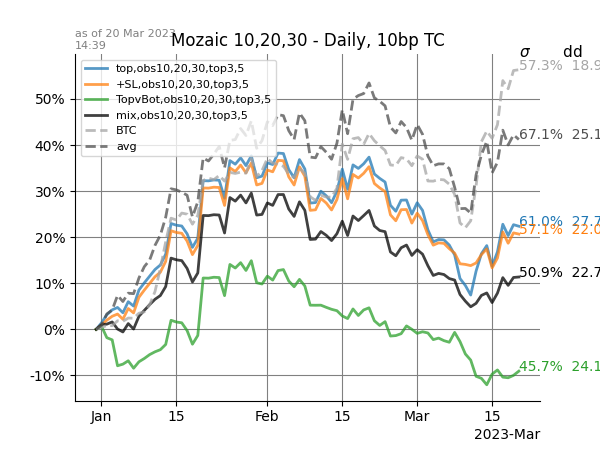 as of 20 Mar 2023
14:39
Mozaic 10,20,30 - Daily, 10bp TC
σ dd
top,obs10,20,30,top3,5
+SL,obs10,20,30,top3,5
TopvBot,obs10,20,30,top3,5
mix,obs10,20,30,top3,5
BTC
avg
57.3% 18.9
67.1% 25.1
61.0% 27.7
57.1% 22.0
50.9% 22.7
45.7% 24.1
50%
40%
30%
20%
10%
0%
-10%
Jan 15 Feb 15 Mar 15
2023-Mar